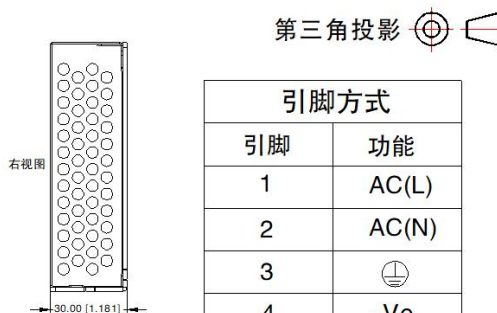 第三角投影
引脚方式
引脚 功能
1 AC(L)
2 AC(N)
3
右视图
30.00 [1.181]
4